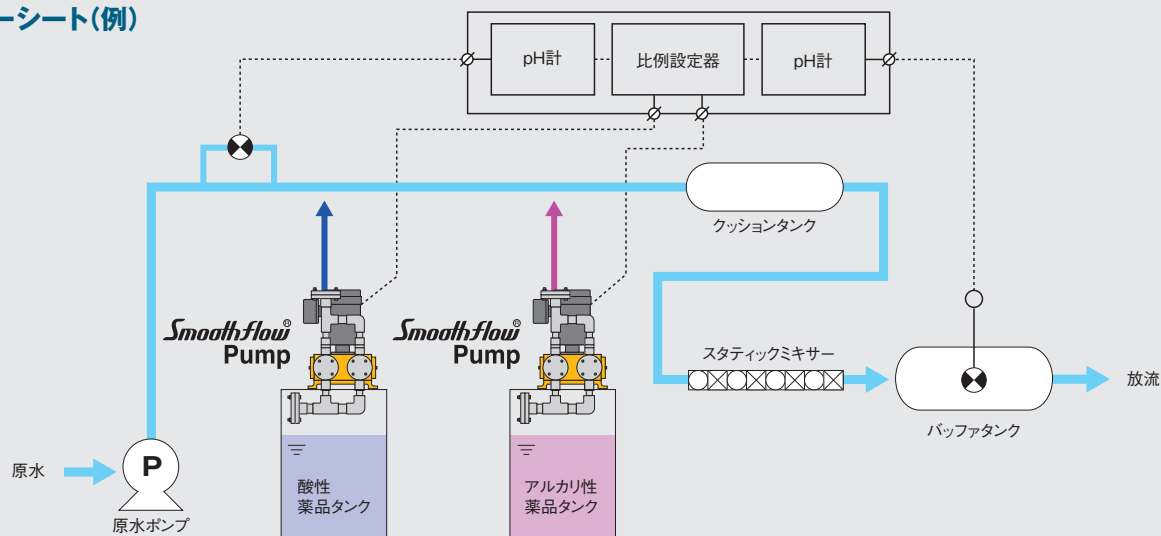 ーシート(例)
pH計
比例設定器
pH計
クッションタンク
Smoothflow®
Pump
Smoothflow®
Pump
スタティックミキサー
放流
バッファタンク
原水
P
原水ポンプ
酸性
薬品タンク
アルカリ性
薬品タンク